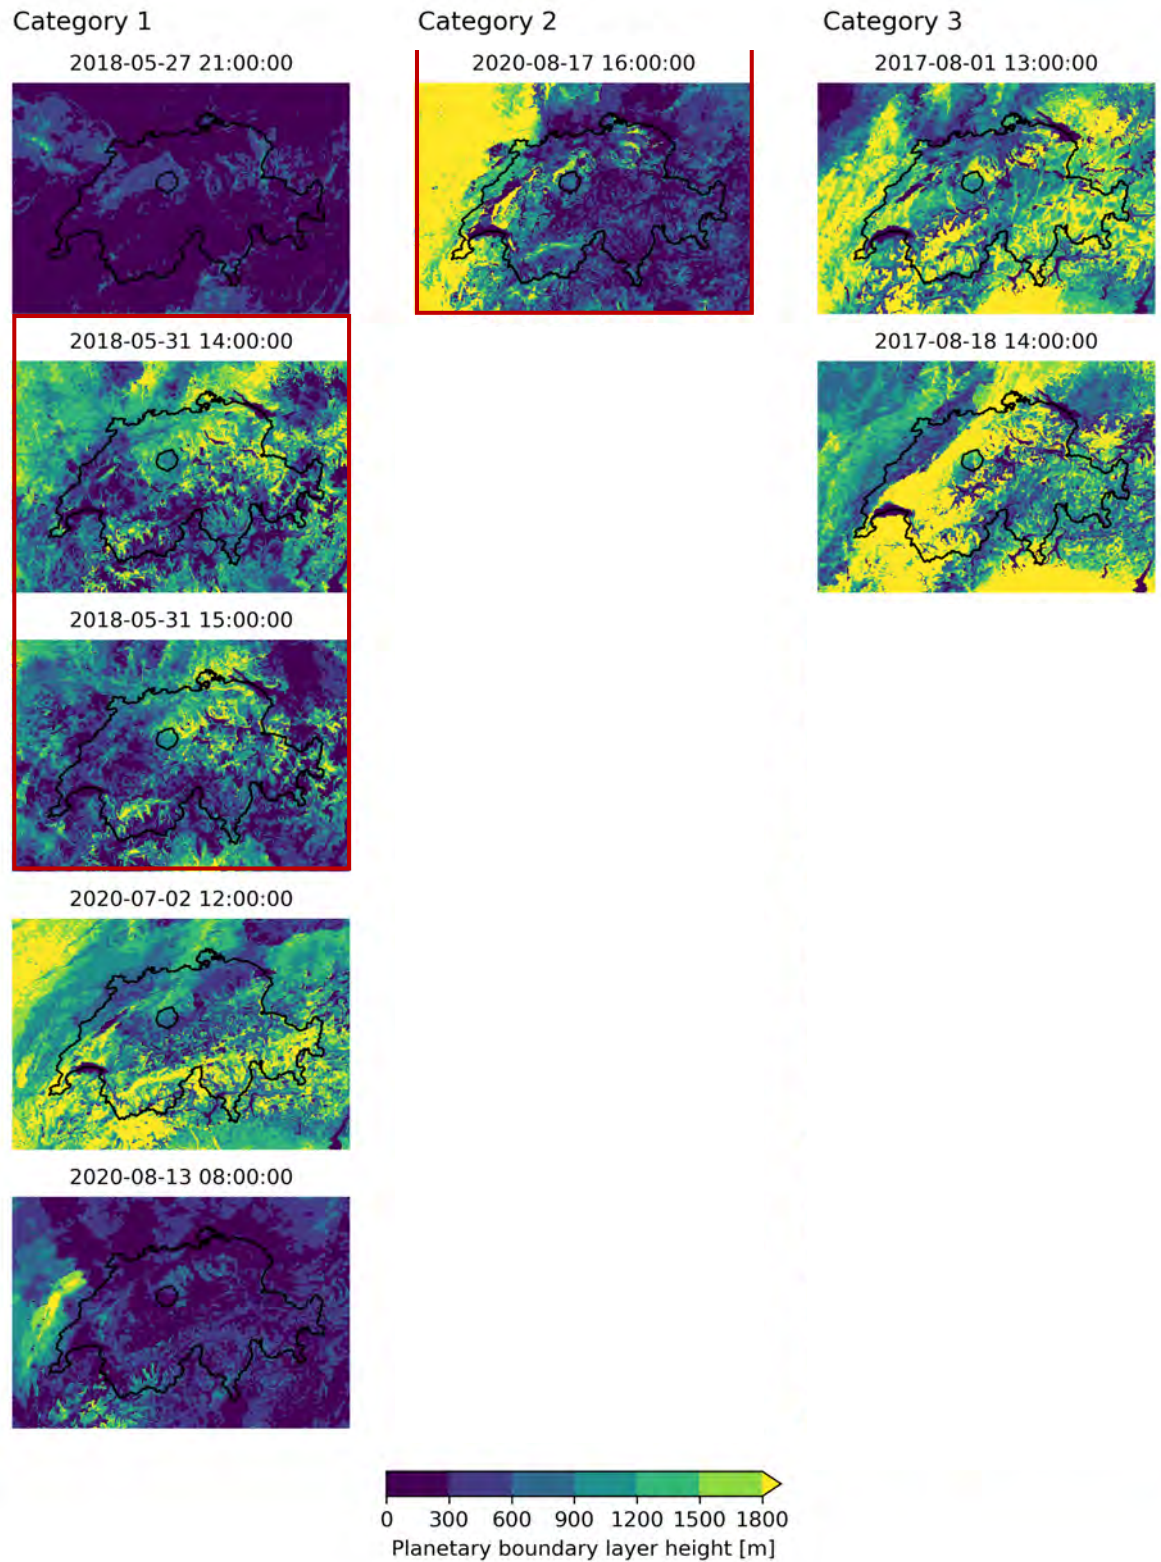 Category 1
Category 2
Category 3
2018-05-27 21:00:00
2020-08-17 16:00:00
2017-08-01 13:00:00
2018-05-31 14:00:00
2017-08-18 14:00:00
2018-05-31 15:00:00
2020-07-02 12:00:00
2020-08-13 08:00:00
0 300 600 900 1200 1500 1800
Planetary boundary layer height [m]